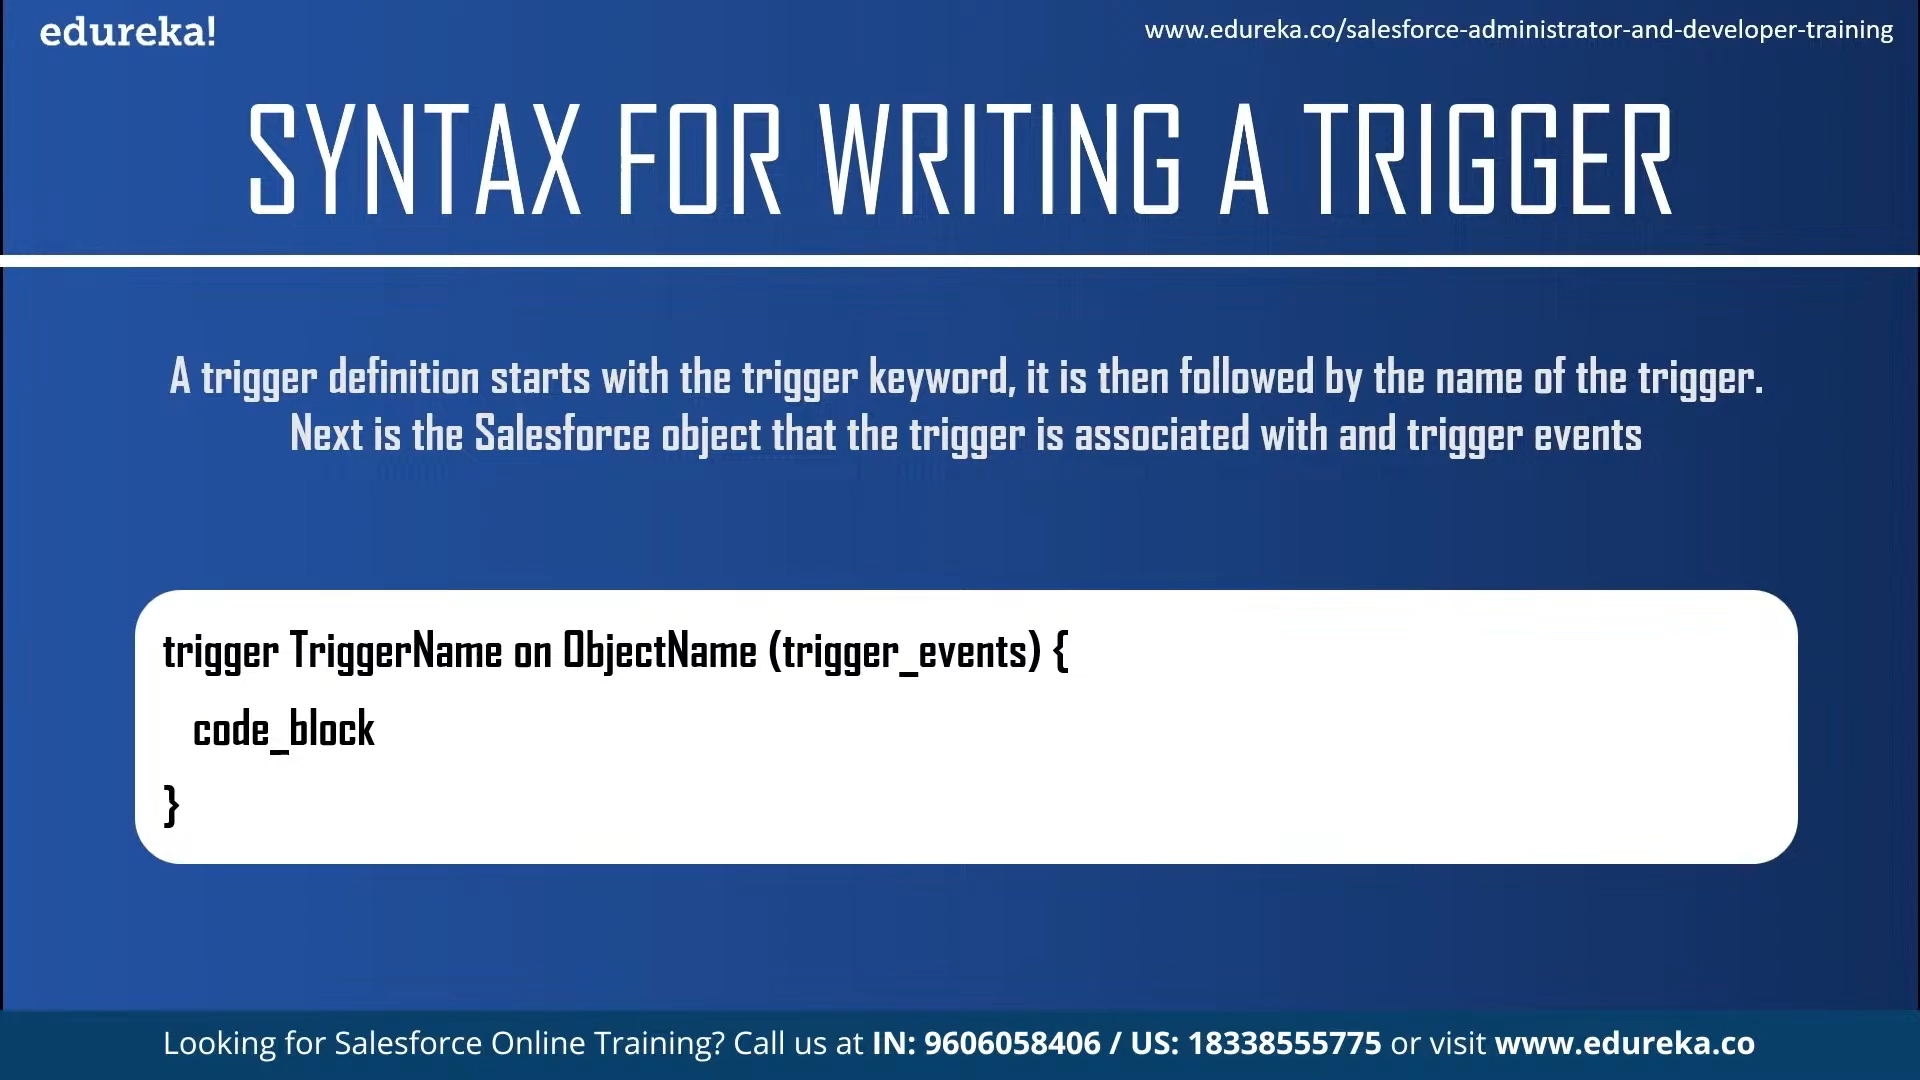 edureka!
www.edureka.co/salesforce-administrator-and-developer-training
SYNTAX FOR WRITING A TRIGGER
A trigger definition starts with the trigger keyword, it is then followed by the name of the trigger.
Next is the Salesforce object that the trigger is associated with and trigger events
trigger TriggerName on ObjectName (trigger_events) {
code_block
}
Looking for Salesforce Online Training? Call us at IN: 9606058406 / US: 18338555775 or visit www.edureka.co